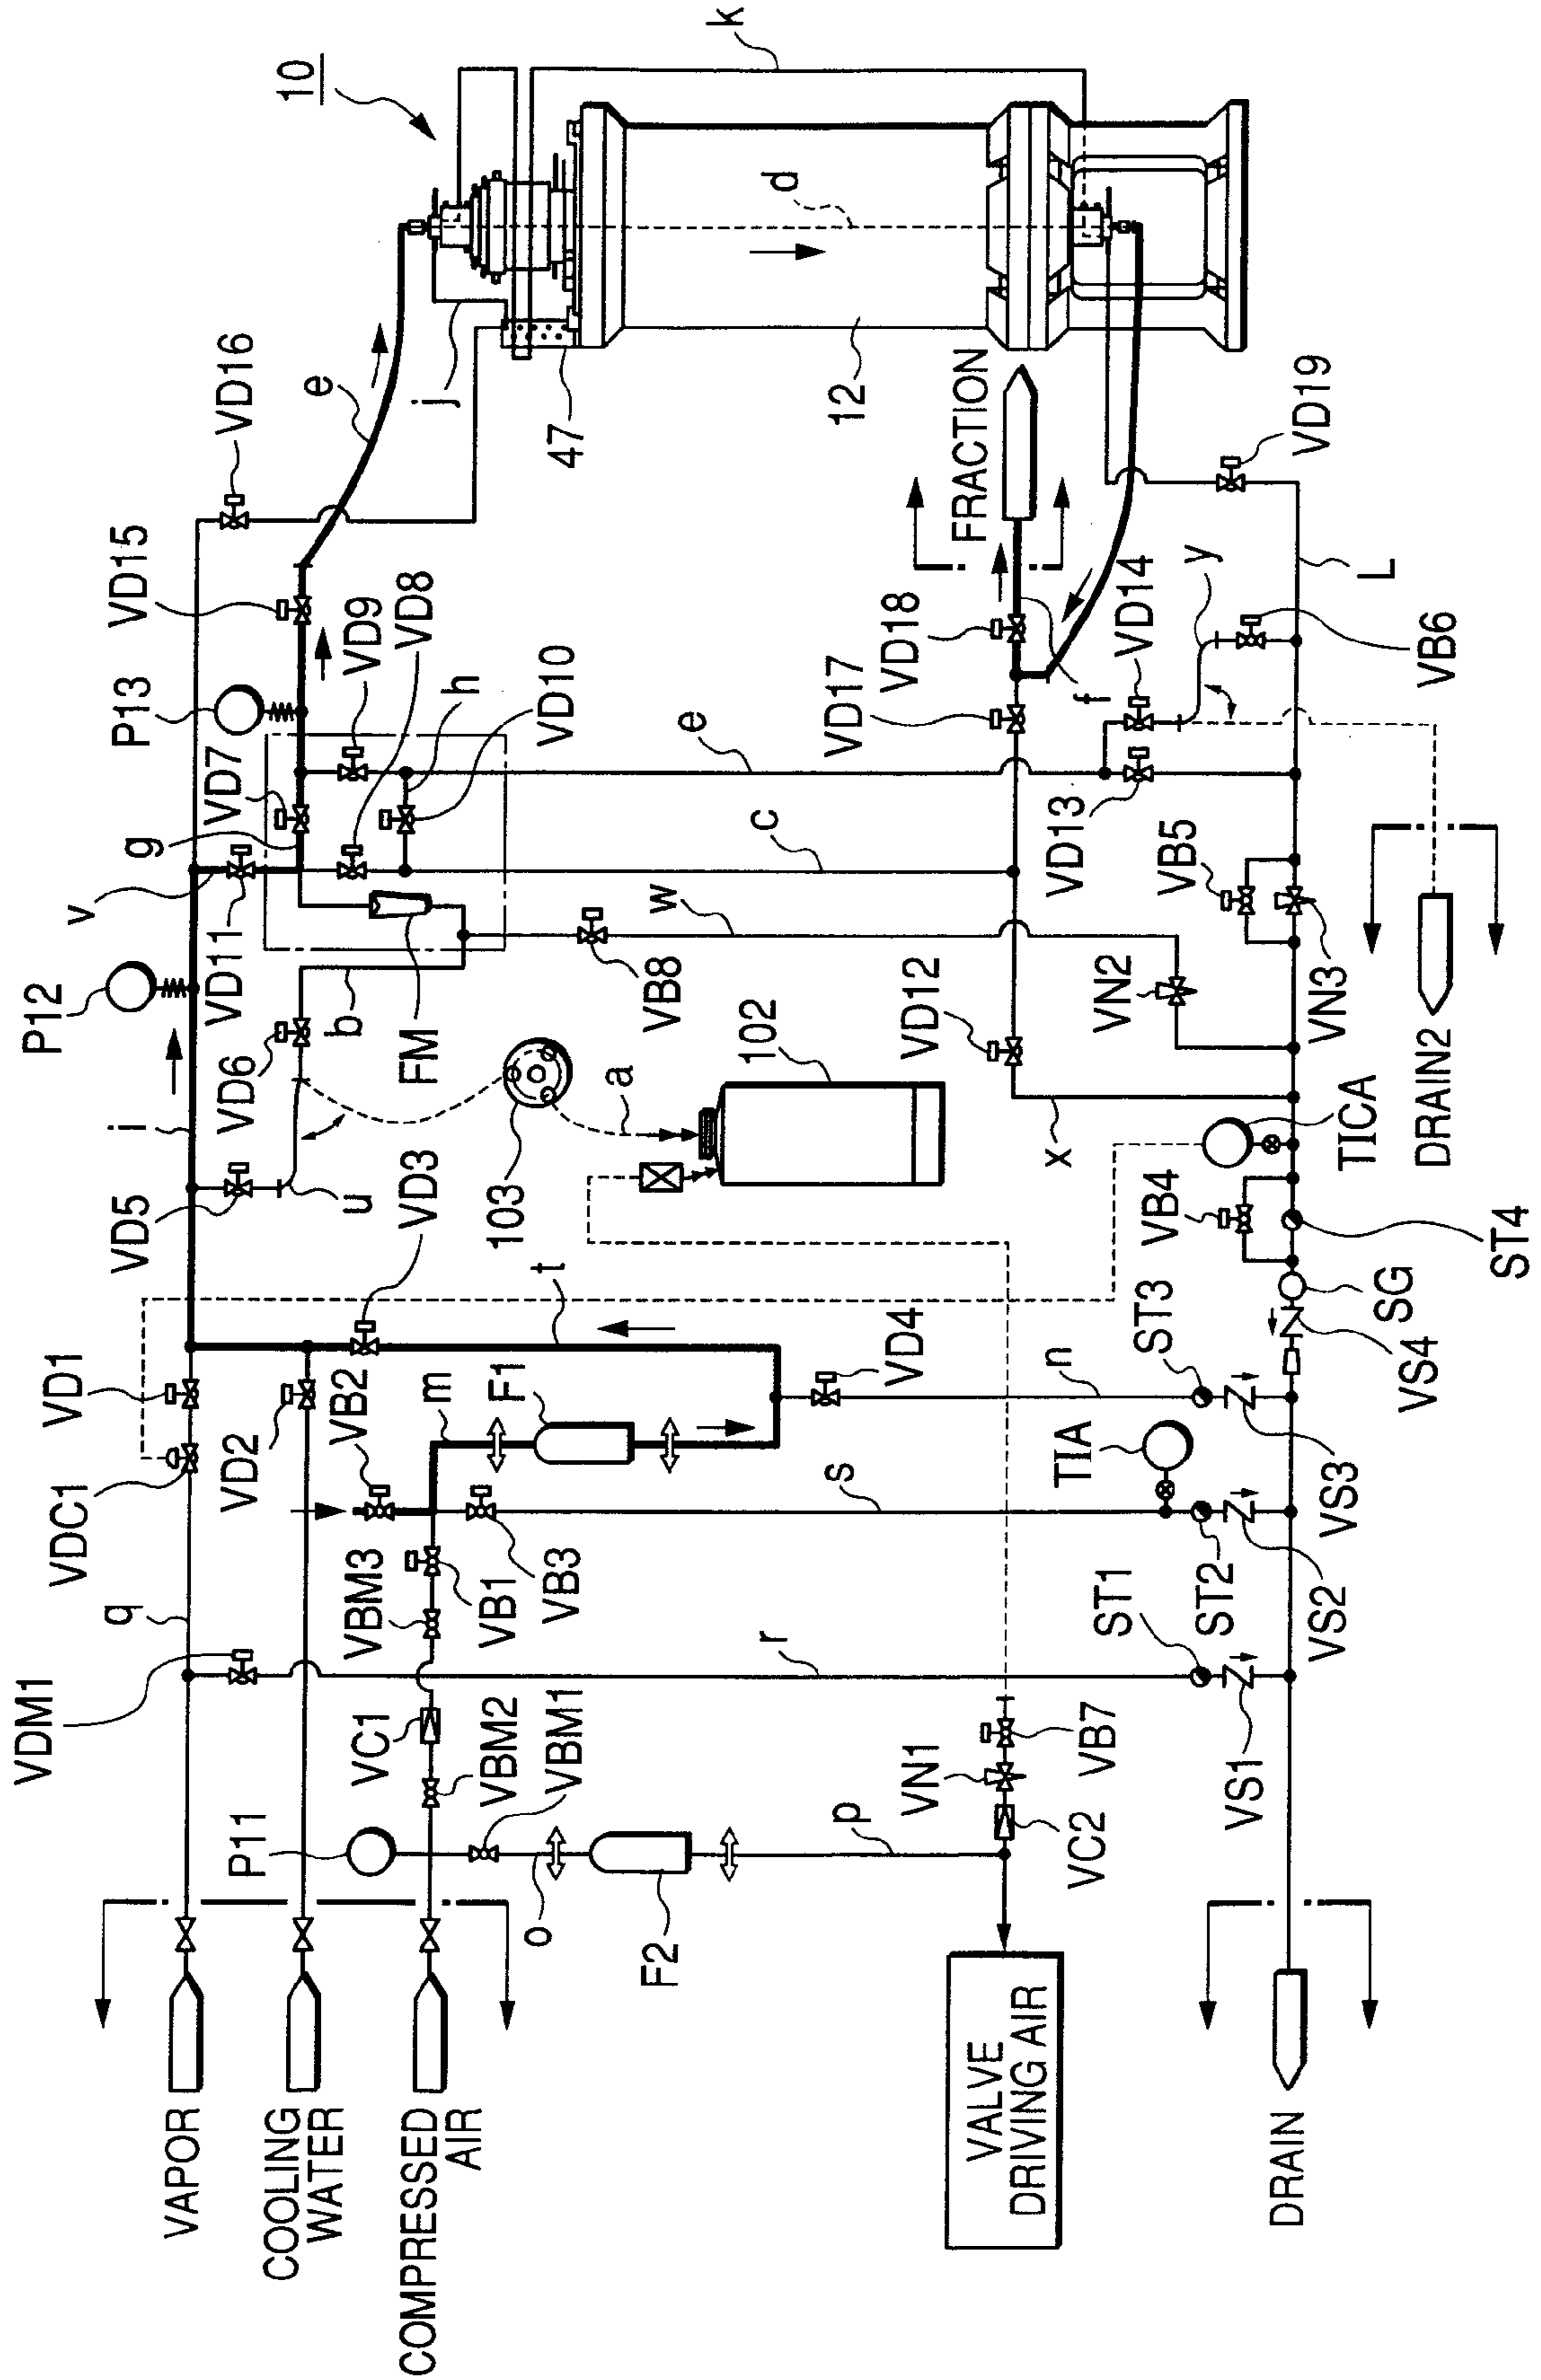 10
k
VD16
e
j
47
d
12
FRACTION
VD19
VD15
VD9
VD8
P13
VD7
VD10
h
g
v
VD11
e
c
VD18
VD17
f
VD14
y
L
VB6
VD13
VB5
VN3
DRAIN2
P12
VD6
b
FM
w
VB8
VN2
VD12
102
103
a
x
TICA
i
VD5
u
VD3
t
VB4
ST4
SG
ST3
VS4
VD1
VDC1
VD2
VB2
m
F1
VD4
n
TIA
s
VS3
q
VBM3
VB1
VB3
ST1
ST2
VS2
VDM1
r
VC1
VBM2
VBM1
VN1
VB7
VS1
P11
o
F2
p
VC2
VAPOR
COOLING
WATER
COMPRESSED
AIR
VALVE
DRIVING AIR
DRAIN